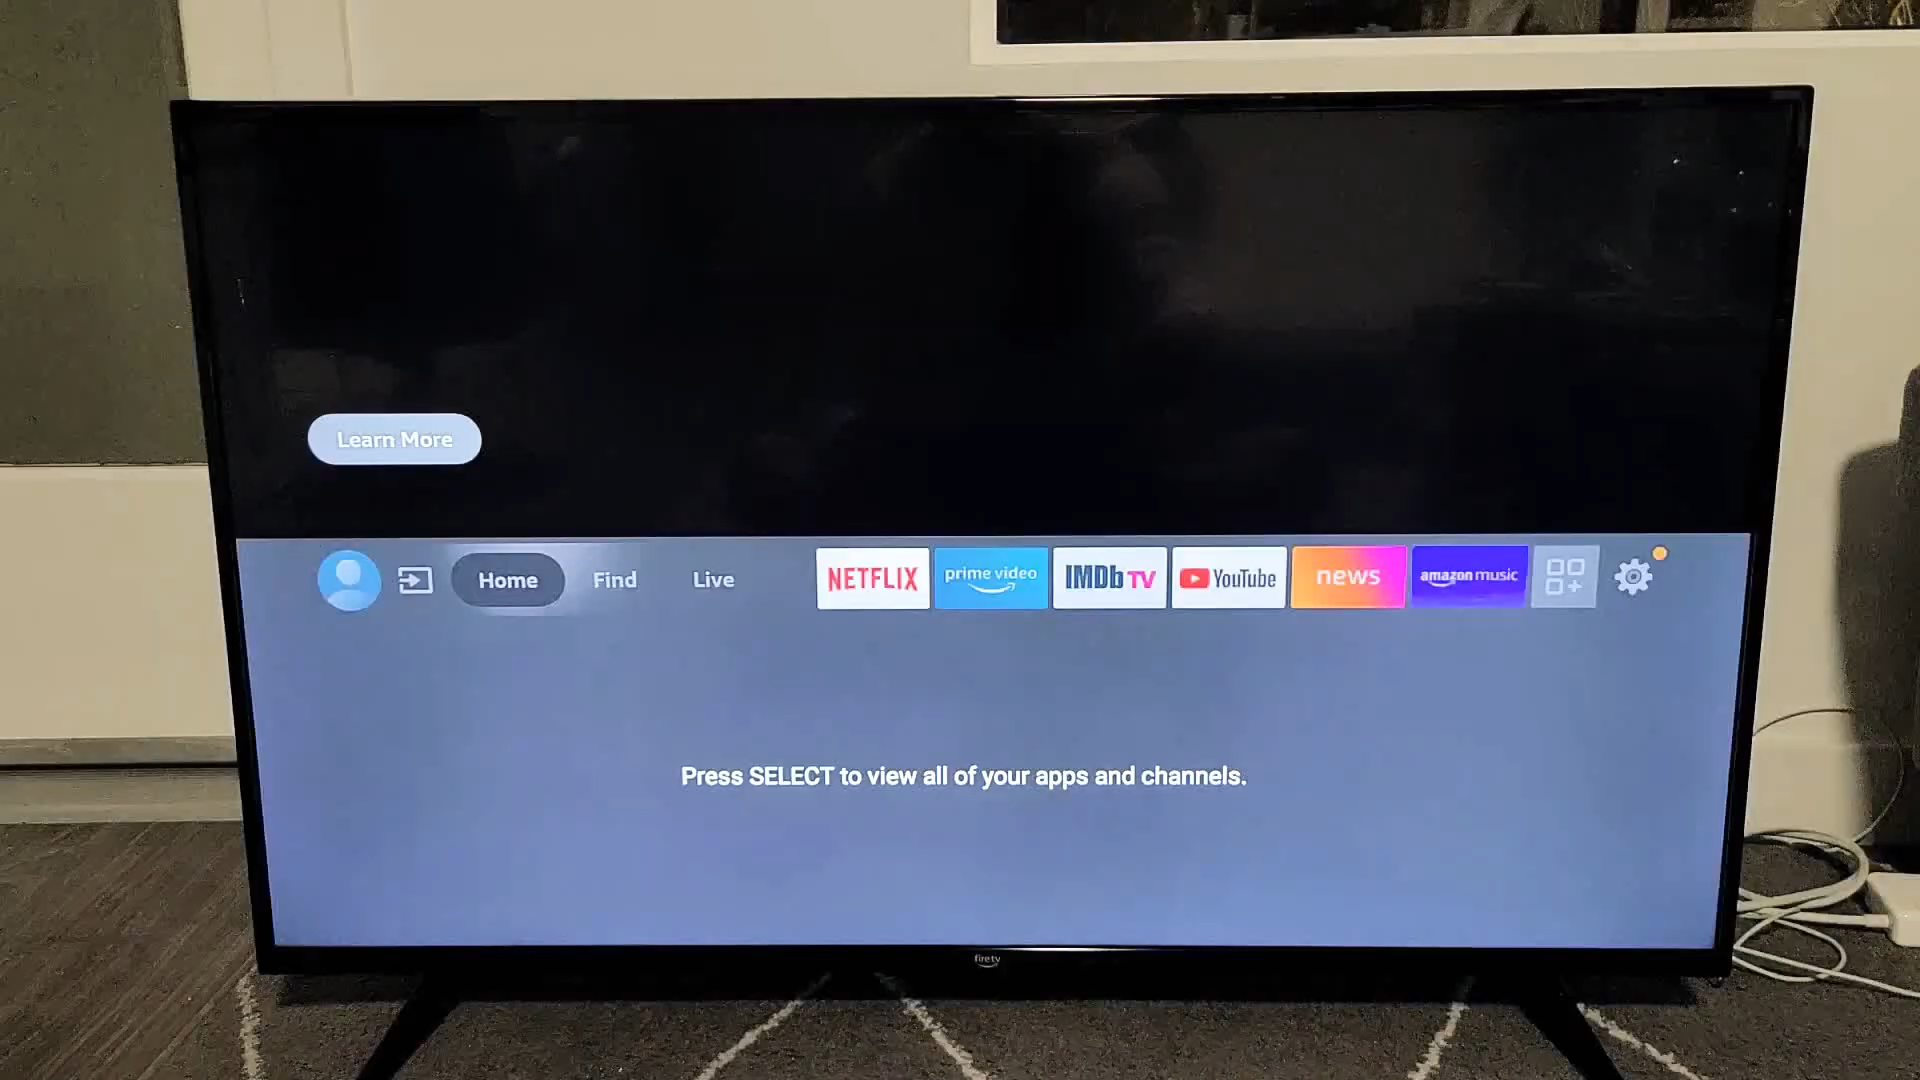 Learn More
Home Find Live NETFLIX prime video IMDb TV YouTube news amazon music
Press SELECT to view all of your apps and channels.
firetv